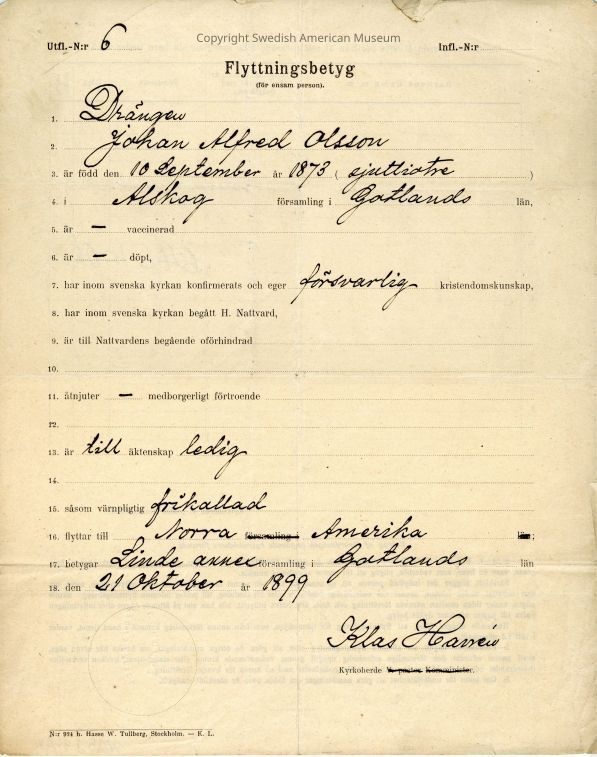 Copyright Swedish American Museum
Utfl.-N:r 6 Infl.-N:r
Flyttningsbetyg
(för ensam person).
1. Drängen
2. Johan Alfred Olsson
3. är född den 10 September år 1873 (sjuttiotre)
4. i Alskog församling i Gotlands län,
5. är — vaccinerad
6. är — döpt,
7. har inom svenska kyrkan konfirmerats och eger försvarlig kristendomskunskap,
8. har inom svenska kyrkan begått H. Nattvard,
9. är till Nattvardens begående oförhindrad
10.
11. åtnjuter — medborgerligt förtroende
12.
13. är till äktenskap ledig
14.
15. såsom värnpligtig frikallad
16. flyttar till Norra församling i Amerika län;
17. betygar Linde annex församling i Gotlands län
18. den 21 Oktober år 1899
Klas
Kyrkoherde V. pastor Komminister.
N:r 924 h. Hasse W. Tullberg, Stockholm. — K. L.